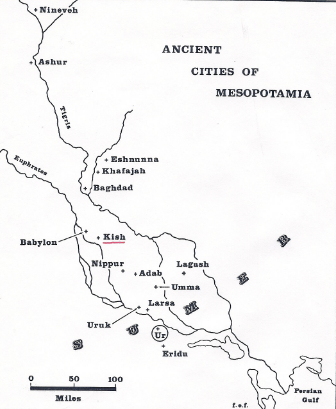 Nineveh
ANCIENT
CITIES OF
MESOPOTAMIA
Ashur
Tigris
Eshnunna
Khafajah
Euphrates
Baghdad
Babylon
Kish
Nippur
Adab
Lagash
Umma
Larsa
Uruk
Ur
Eridu
S U M E R
0 50 100
Miles
Persian
Gulf
f.e.f.